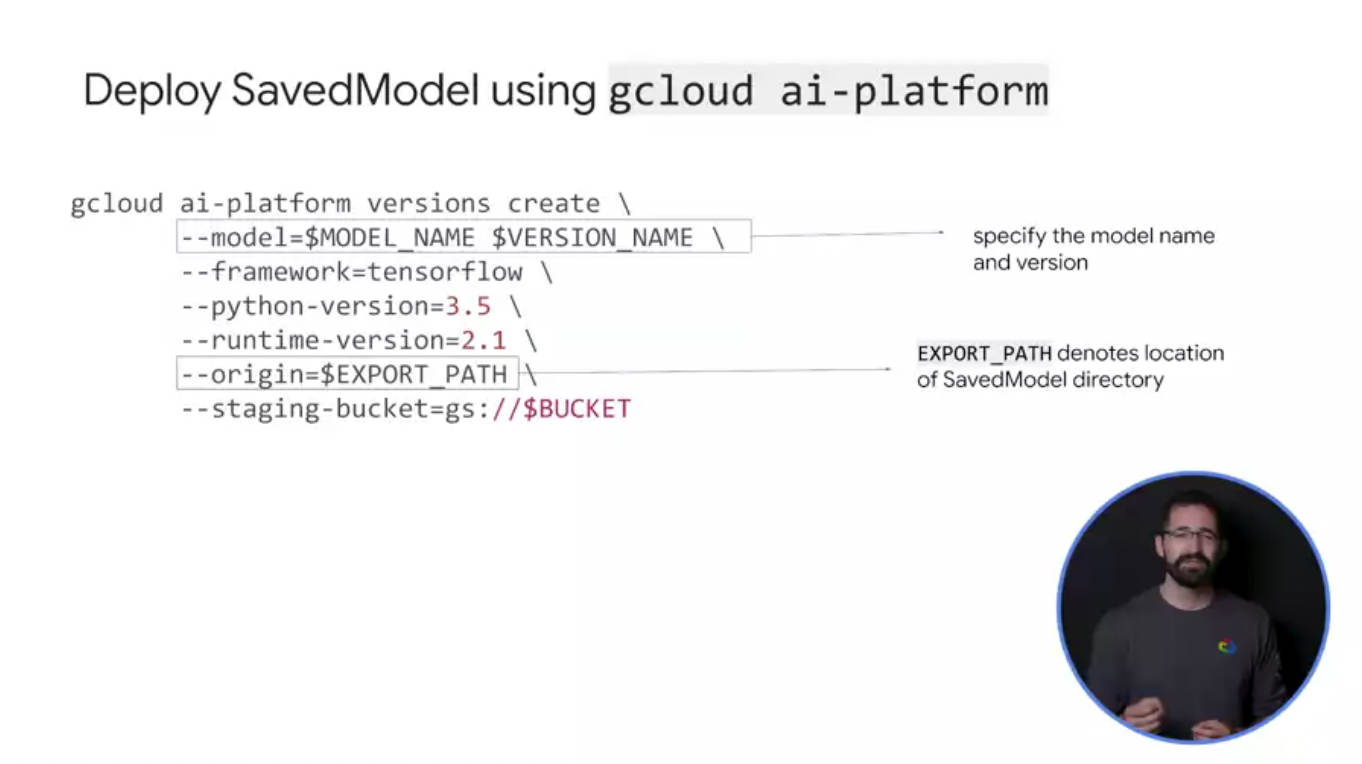 Deploy SavedModel using gcloud ai-platform
gcloud ai-platform versions create \
--model=$MODEL_NAME $VERSION_NAME \
--framework=tensorflow \
--python-version=3.5 \
--runtime-version=2.1 \
--origin=$EXPORT_PATH \
--staging-bucket=gs://$BUCKET
specify the model name
and version
EXPORT_PATH denotes location
of SavedModel directory